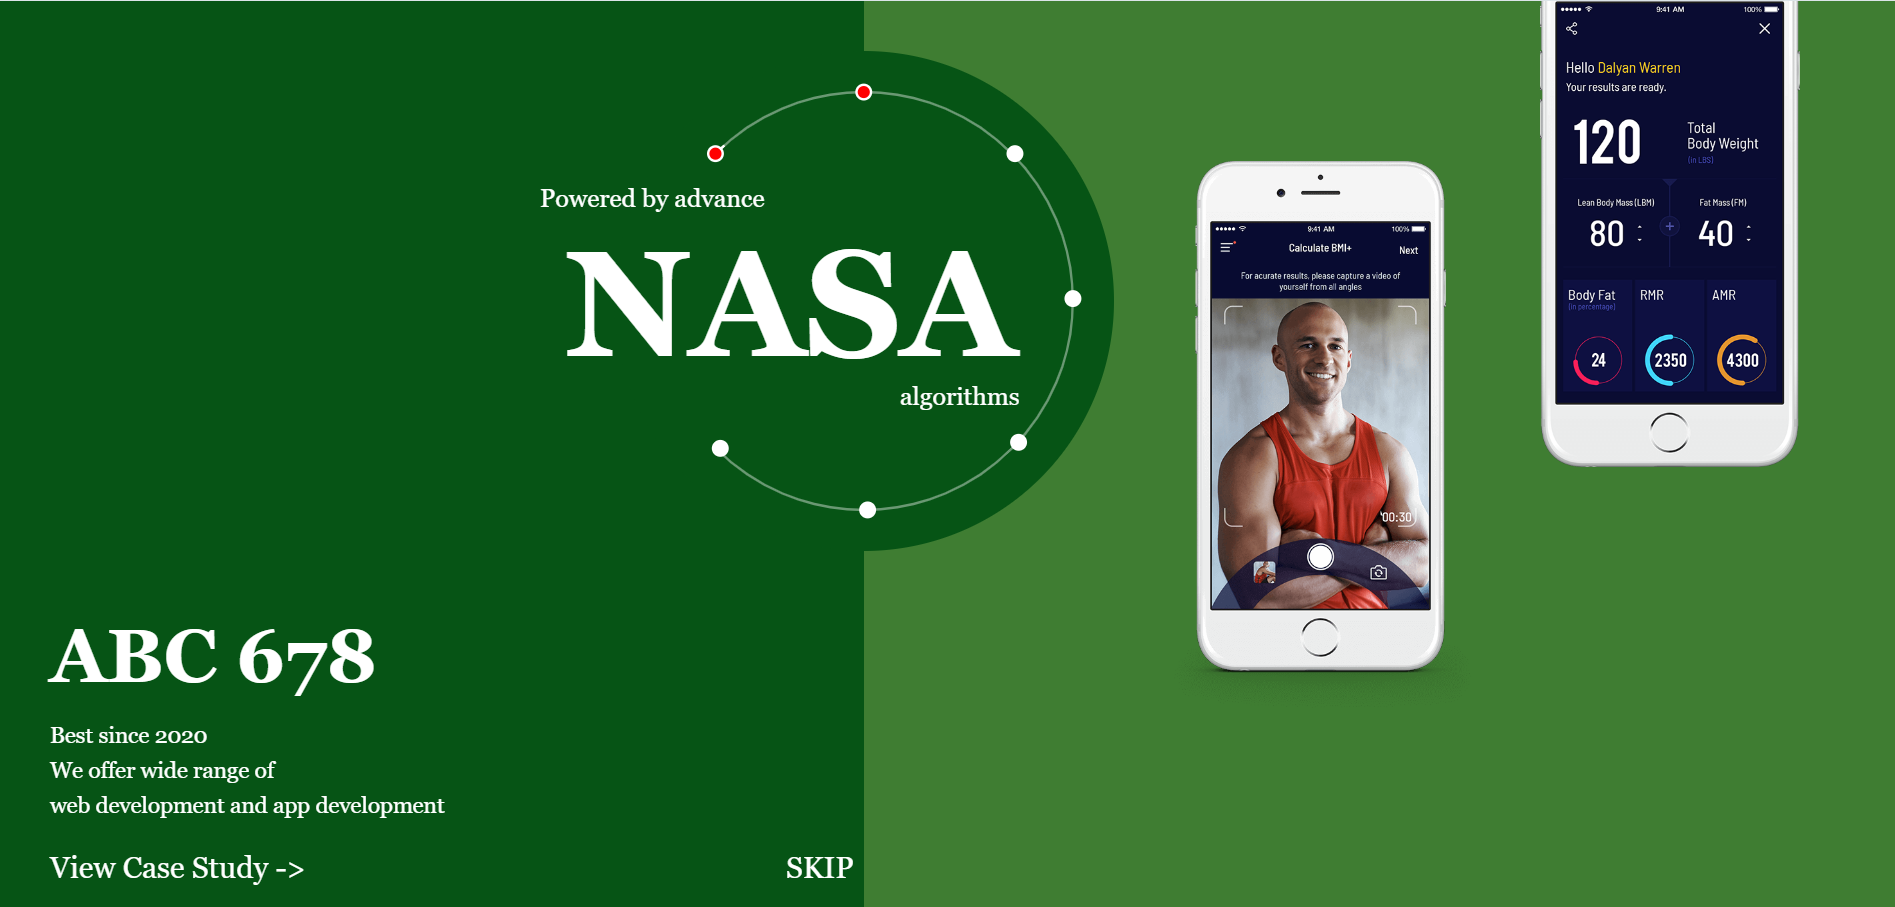 Powered by advance
NASA
algorithms
ABC 678
Best since 2020
We offer wide range of
web development and app development
View Case Study ->
SKIP
9:41 AM
100%
Calculate BMI+
Next
For acurate results, please capture a video of
yourself from all angles
'00:30
9:41 AM
100%
Hello Dalyan Warren
Your results are ready.
120
Total
Body Weight
(in LBS)
Lean Body Mass (LBM)
Fat Mass (FM)
80
+
40
Body Fat
(in percentage)
RMR
AMR
24
2350
4300